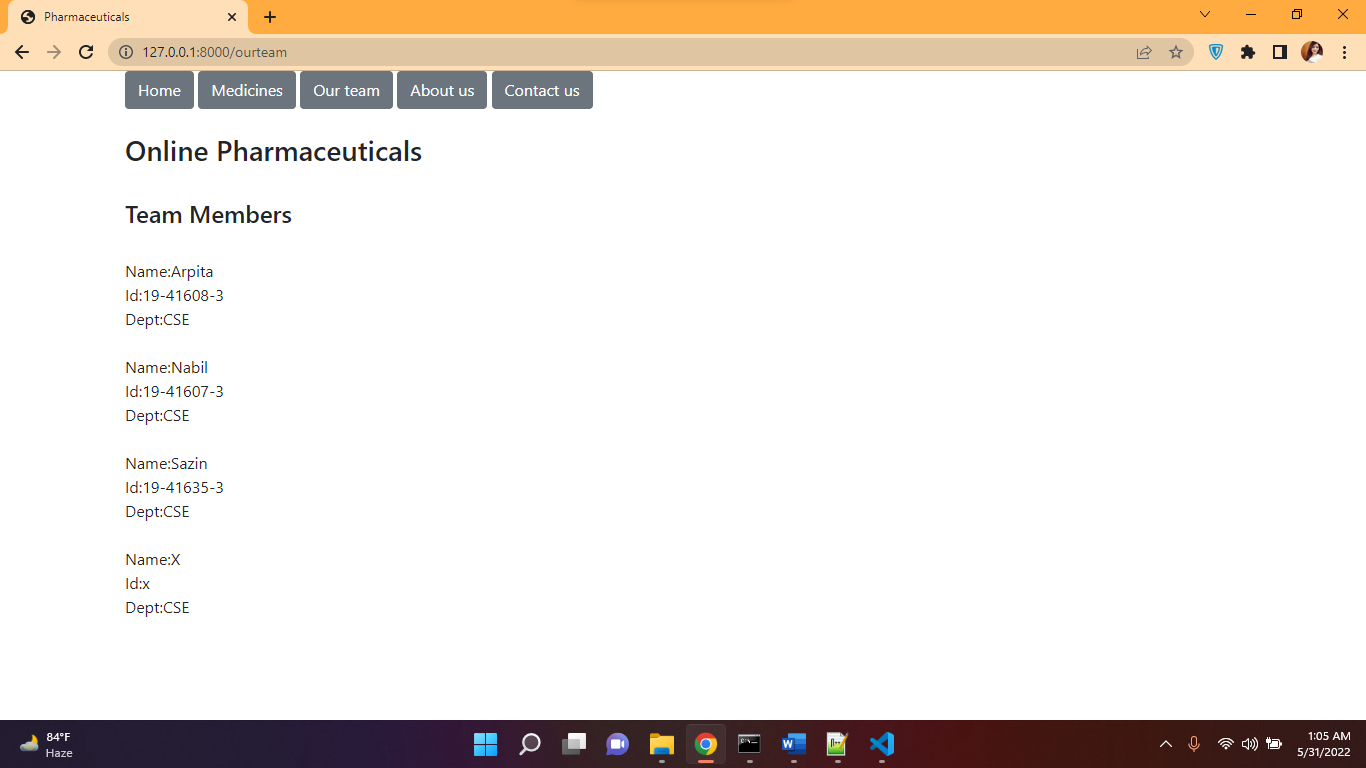 Pharmaceuticals
127.0.0.1:8000/ourteam
Home Medicines Our team About us Contact us
Online Pharmaceuticals
Team Members
Name:Arpita
Id:19-41608-3
Dept:CSE
Name:Nabil
Id:19-41607-3
Dept:CSE
Name:Sazin
Id:19-41635-3
Dept:CSE
Name:X
Id:x
Dept:CSE
84°F
Haze
1:05 AM
5/31/2022